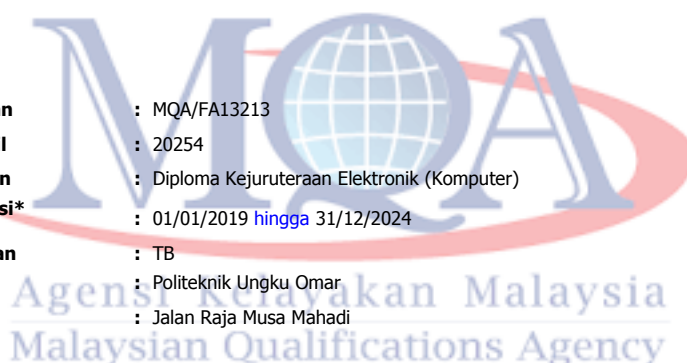 MQA
an : MQA/FA13213
l : 20254
n : Diploma Kejuruteraan Elektronik (Komputer)
si*
: 01/01/2019 hingga 31/12/2024
an : TB
: Politeknik Ungku Omar
Agensi Kelayakan Malaysia
: Jalan Raja Musa Mahadi
Malaysian Qualifications Agency